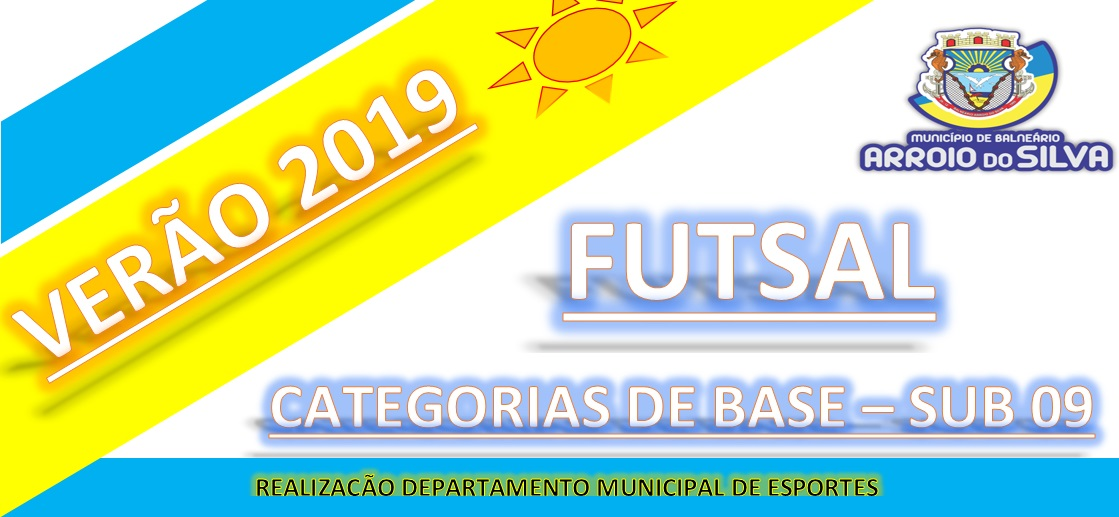 VERÃO 2019
MUNICÍPIO DE BALNEÁRIO
ARROIO DO SILVA
FUTSAL
CATEGORIAS DE BASE – SUB 09
REALIZAÇÃO DEPARTAMENTO MUNICIPAL DE ESPORTES